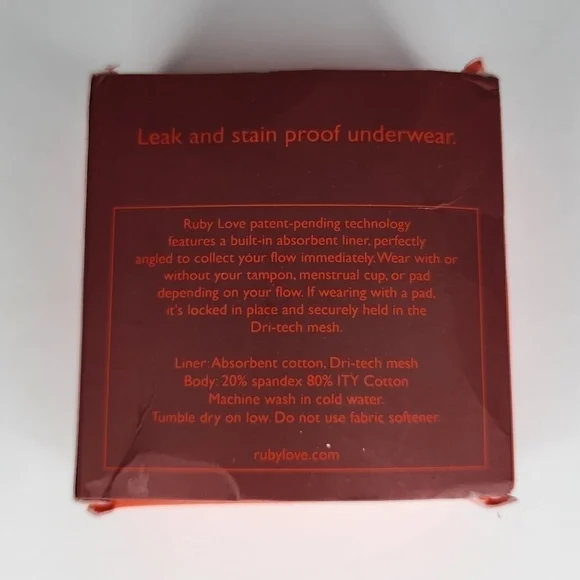 Leak and stain proof underwear.
Ruby Love patent-pending technology
features a built-in absorbent liner, perfectly
angled to collect your flow immediately. Wear with or
without your tampon, menstrual cup, or pad
depending on your flow. If wearing with a pad,
it's locked in place and securely held in the
Dri-tech mesh.
Liner: Absorbent cotton, Dri-tech mesh
Body: 20% spandex 80% ITY Cotton
Machine wash in cold water.
Tumble dry on low. Do not use fabric softener.
rubylove.com